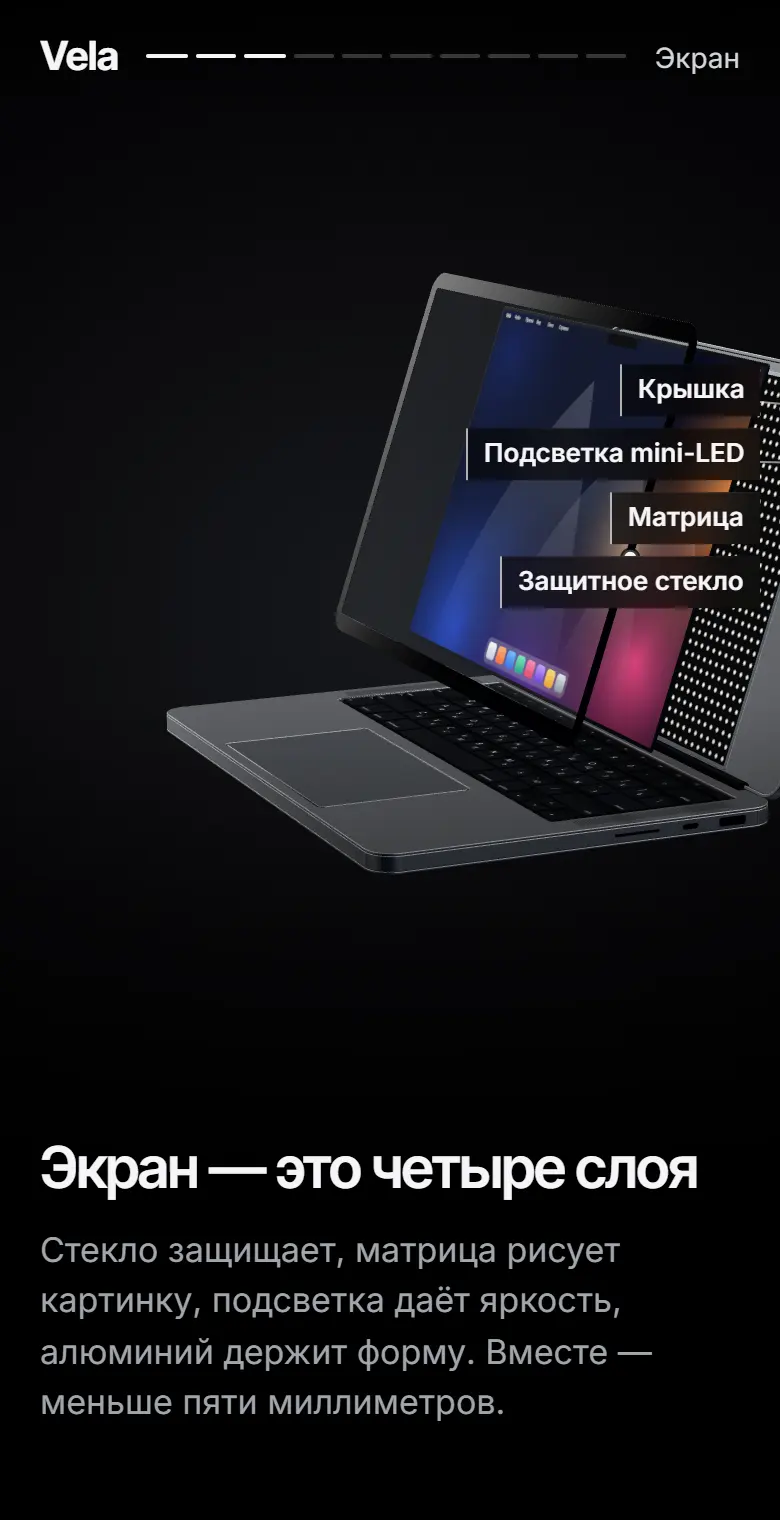 Vela
Экран
Крышка
Подсветка mini-LED
Матрица
Защитное стекло
Экран — это четыре слоя
Стекло защищает, матрица рисует
картинку, подсветка даёт яркость,
алюминий держит форму. Вместе —
меньше пяти миллиметров.